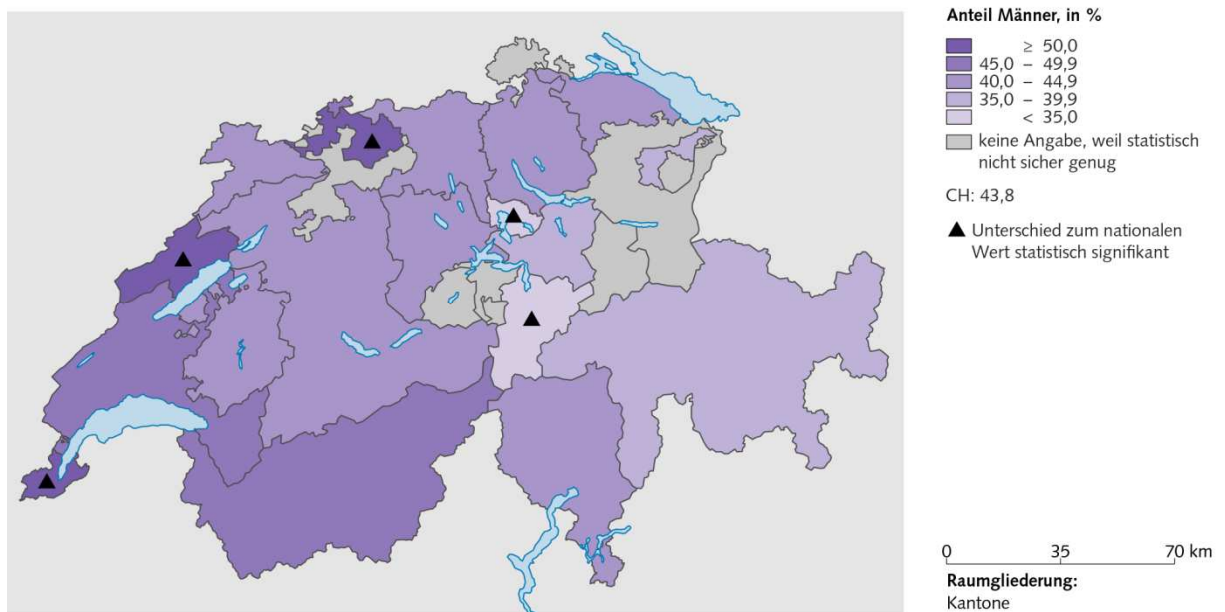 Anteil Männer, in %
≥ 50,0
45,0 – 49,9
40,0 – 44,9
35,0 – 39,9
< 35,0
keine Angabe, weil statistisch
nicht sicher genug
CH: 43,8
▲ Unterschied zum nationalen
Wert statistisch signifikant
0 35 70 km
Raumgliederung:
Kantone